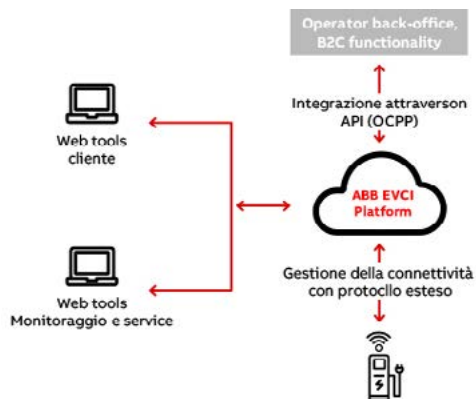 Operator back-office,
B2C functionality
Integrazione attraverson
API (OCPP)
Web tools
cliente
ABB EVCI
Platform
Web tools
Monitoraggio e service
Gestione della connettività
con protocllo esteso